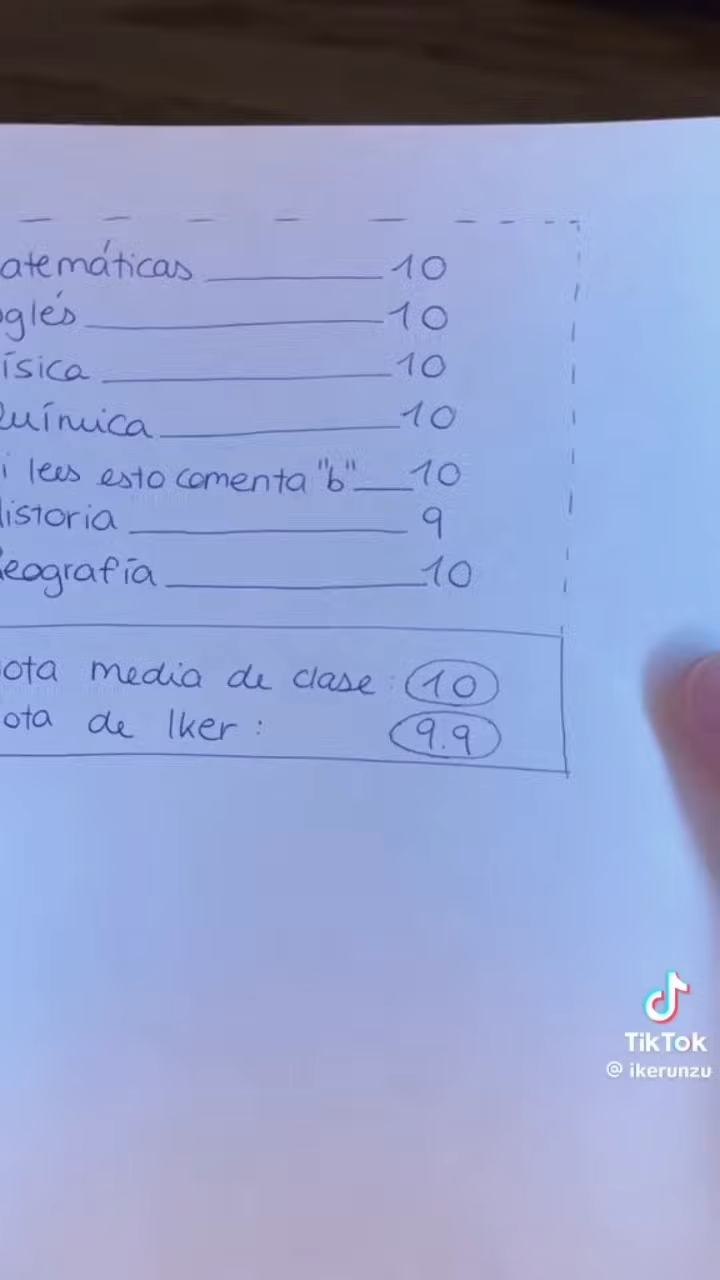 atemáticas 10
glés 10
ísica 10
uímica 10
i lees esto comenta "b" 10
istoria 9
eografía 10
ota media de clase: 10
ota de Iker: 9.9
TikTok
@ikerunzu